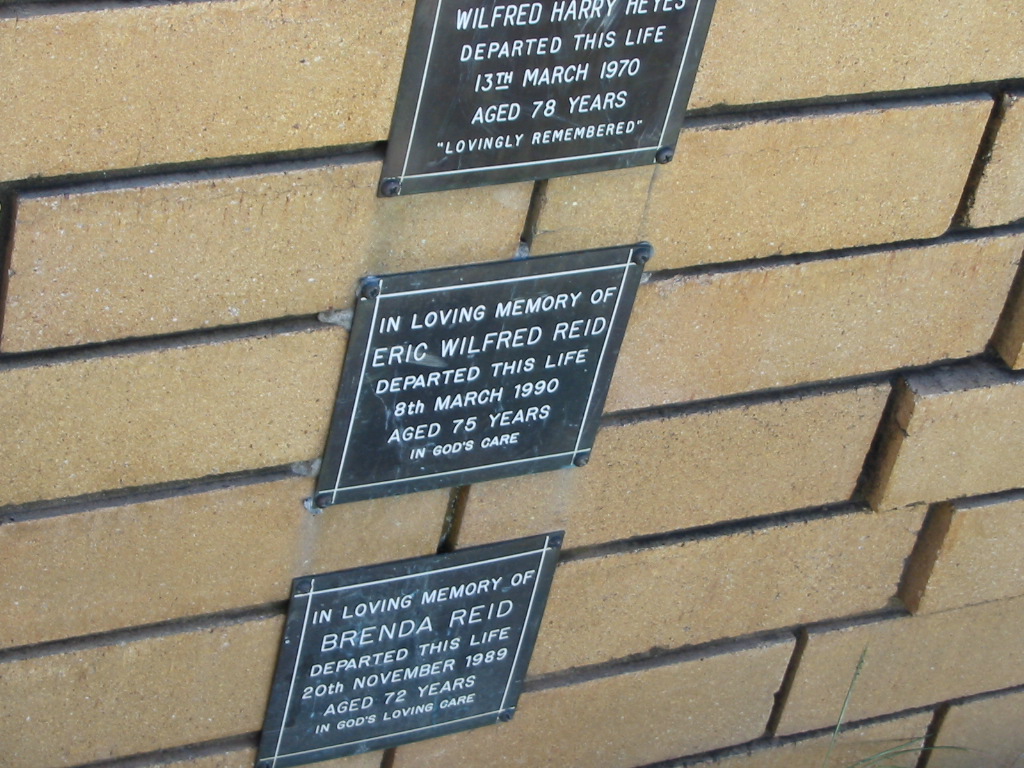 WILFRED HARRY HEYES
DEPARTED THIS LIFE
13TH MARCH 1970
AGED 78 YEARS
"LOVINGLY REMEMBERED"
IN LOVING MEMORY OF
ERIC WILFRED REID
DEPARTED THIS LIFE
8th MARCH 1990
AGED 75 YEARS
IN GOD'S CARE
IN LOVING MEMORY OF
BRENDA REID
DEPARTED THIS LIFE
20th NOVEMBER 1989
AGED 72 YEARS
IN GOD'S LOVING CARE